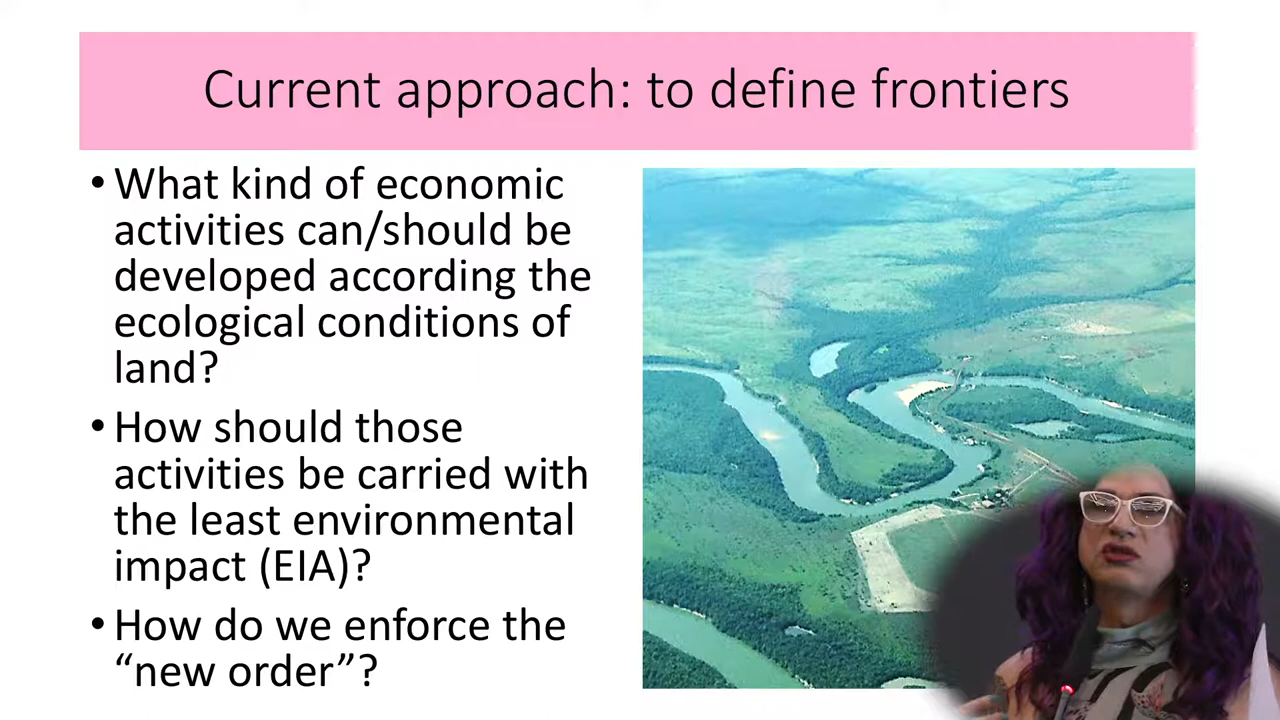 Current approach: to define frontiers
• What kind of economic
activities can/should be
developed according the
ecological conditions of
land?
• How should those
activities be carried with
the least environmental
impact (EIA)?
• How do we enforce the
“new order”?